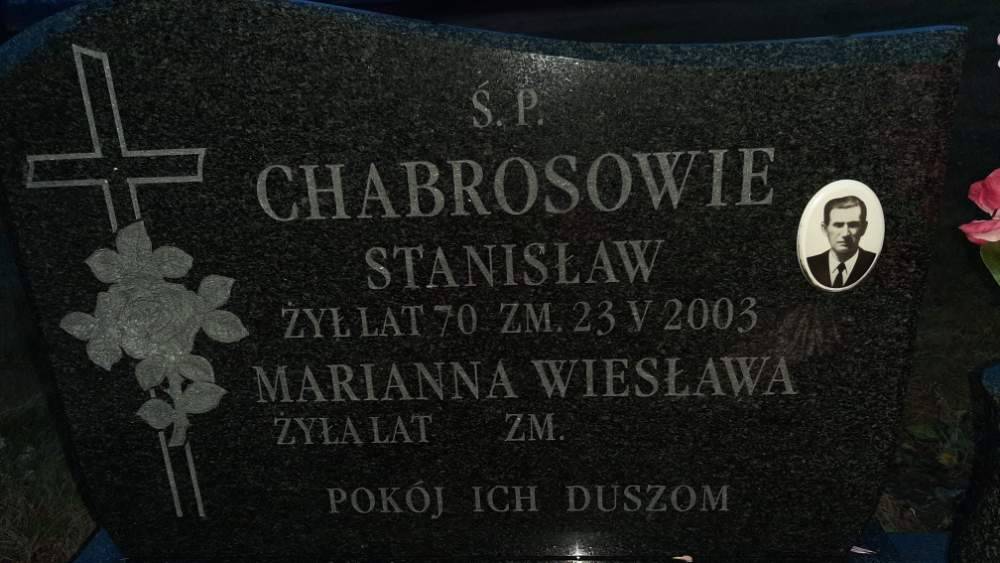 Ś. P.
CHABROSOWIE
STANISŁAW
ŻYŁ LAT 70 ZM. 23 V 2003
MARIANNA WIESŁAWA
ŻYŁA LAT ZM.
POKÓJ ICH DUSZOM